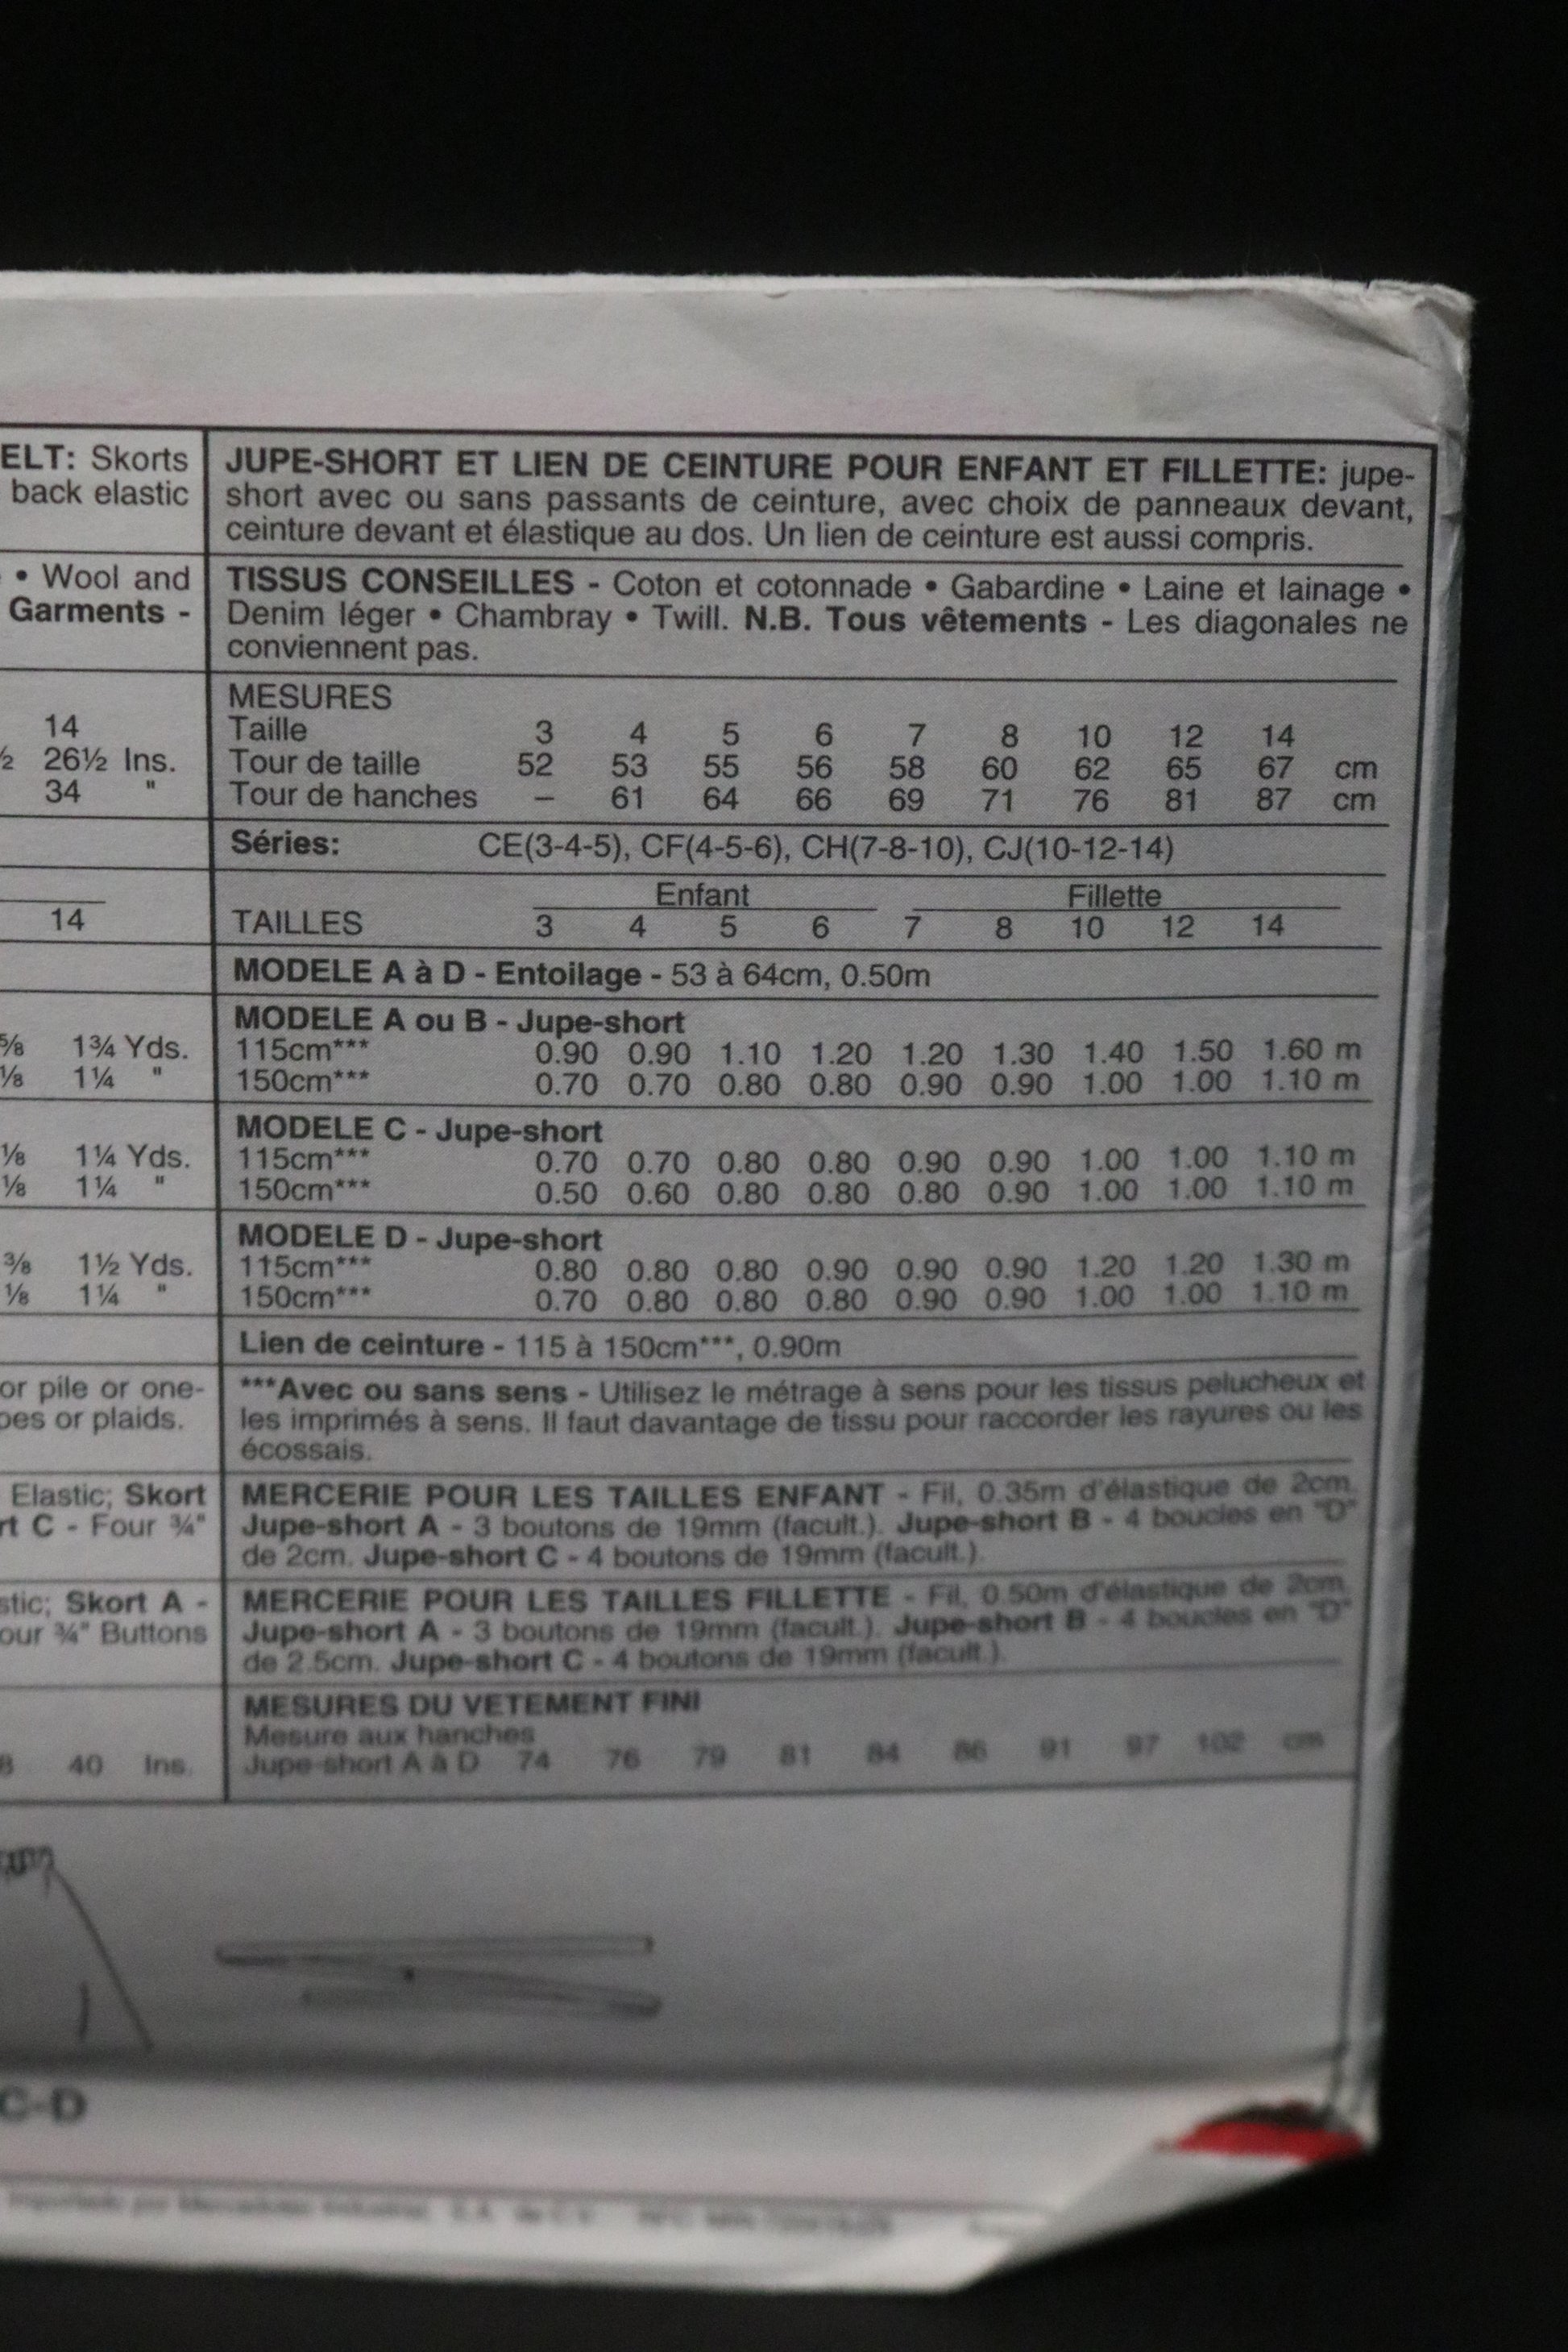 ELT: Skorts
back elastic
• Wool and
Garments -
14
½ 26½ Ins.
34 "
14
⅝ 1¾ Yds.
⅛ 1¼ "
⅛ 1¼ Yds.
⅛ 1¼ "
⅜ 1½ Yds.
⅛ 1¼ "
or pile or one-
pes or plaids.
Elastic; Skort
rt C - Four ¾"
stic; Skort A -
our ¾" Buttons
8 40 Ins.
JUPE-SHORT ET LIEN DE CEINTURE POUR ENFANT ET FILLETTE: jupe-
short avec ou sans passants de ceinture, avec choix de panneaux devant,
ceinture devant et élastique au dos. Un lien de ceinture est aussi compris.
TISSUS CONSEILLES - Coton et cotonnade • Gabardine • Laine et lainage •
Denim léger • Chambray • Twill. N.B. Tous vêtements - Les diagonales ne
conviennent pas.
MESURES
Taille 3 4 5 6 7 8 10 12 14
Tour de taille 52 53 55 56 58 60 62 65 67 cm
Tour de hanches – 61 64 66 69 71 76 81 87 cm
Séries: CE(3-4-5), CF(4-5-6), CH(7-8-10), CJ(10-12-14)
Enfant Fillette
TAILLES 3 4 5 6 7 8 10 12 14
MODELE A à D - Entoilage - 53 à 64cm, 0.50m
MODELE A ou B - Jupe-short
115cm*** 0.90 0.90 1.10 1.20 1.20 1.30 1.40 1.50 1.60 m
150cm*** 0.70 0.70 0.80 0.80 0.90 0.90 1.00 1.00 1.10 m
MODELE C - Jupe-short
115cm*** 0.70 0.70 0.80 0.80 0.90 0.90 1.00 1.00 1.10 m
150cm*** 0.50 0.60 0.80 0.80 0.80 0.90 1.00 1.00 1.10 m
MODELE D - Jupe-short
115cm*** 0.80 0.80 0.80 0.90 0.90 0.90 1.20 1.20 1.30 m
150cm*** 0.70 0.80 0.80 0.80 0.90 0.90 1.00 1.00 1.10 m
Lien de ceinture - 115 à 150cm***, 0.90m
***Avec ou sans sens - Utilisez le métrage à sens pour les tissus pelucheux et
les imprimés à sens. Il faut davantage de tissu pour raccorder les rayures ou les
écossais.
MERCERIE POUR LES TAILLES ENFANT - Fil, 0.35m d'élastique de 2cm.
Jupe-short A - 3 boutons de 19mm (facult.). Jupe-short B - 4 boucles en "D"
de 2cm. Jupe-short C - 4 boutons de 19mm (facult.).
MERCERIE POUR LES TAILLES FILLETTE - Fil, 0.50m d'élastique de 2cm.
Jupe-short A - 3 boutons de 19mm (facult.). Jupe-short B - 4 boucles en "D"
de 2.5cm. Jupe-short C - 4 boutons de 19mm (facult.).
MESURES DU VETEMENT FINI
Mesure aux hanches
Jupe-short A à D 74 76 79 81 84 86 91 97 102 cm
C-D